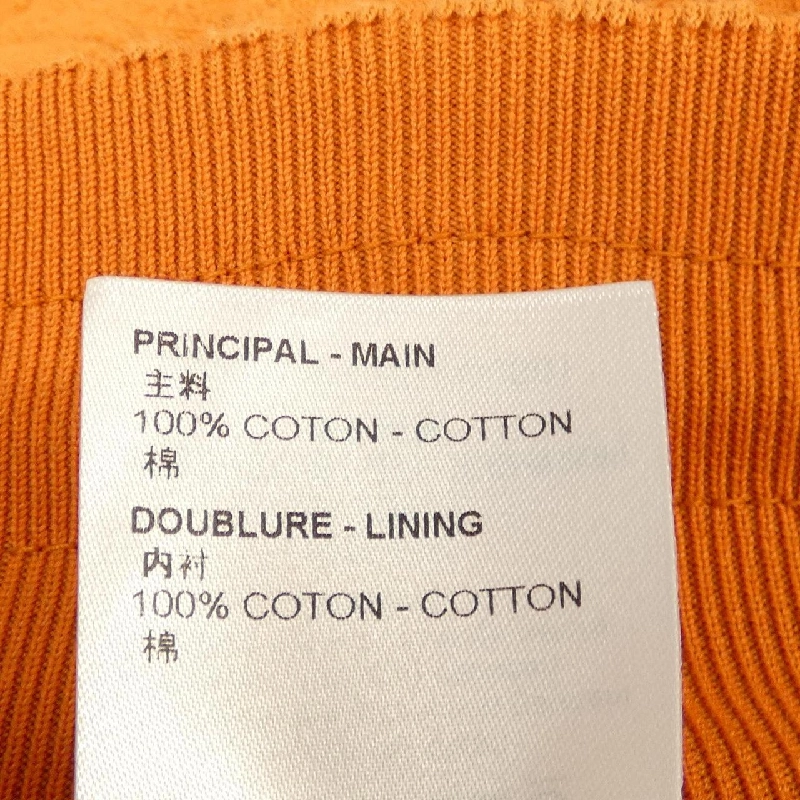 PRINCIPAL - MAIN
主料
100% COTON - COTTON
棉
DOUBLURE - LINING
内衬
100% COTON - COTTON
棉